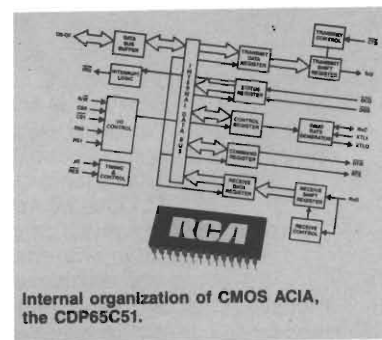 TRANSMIT
CONTROL
DATA
BUS
BUFFER
TRANSMIT
DATA
REGISTER
TRANSMIT
SHIFT
REGISTER
INTERRUPT
LOGIC
STATUS
REGISTER
I/O
CONTROL
INTERNAL DATA BUS
CONTROL
REGISTER
BAUD
RATE
GENERATOR
COMMAND
REGISTER
TIMING
&
CONTROL
RECEIVE
DATA
REGISTER
RECEIVE
SHIFT
REGISTER
RECEIVE
CONTROL
RCA
Internal organization of CMOS ACIA,
the CDP65C51.